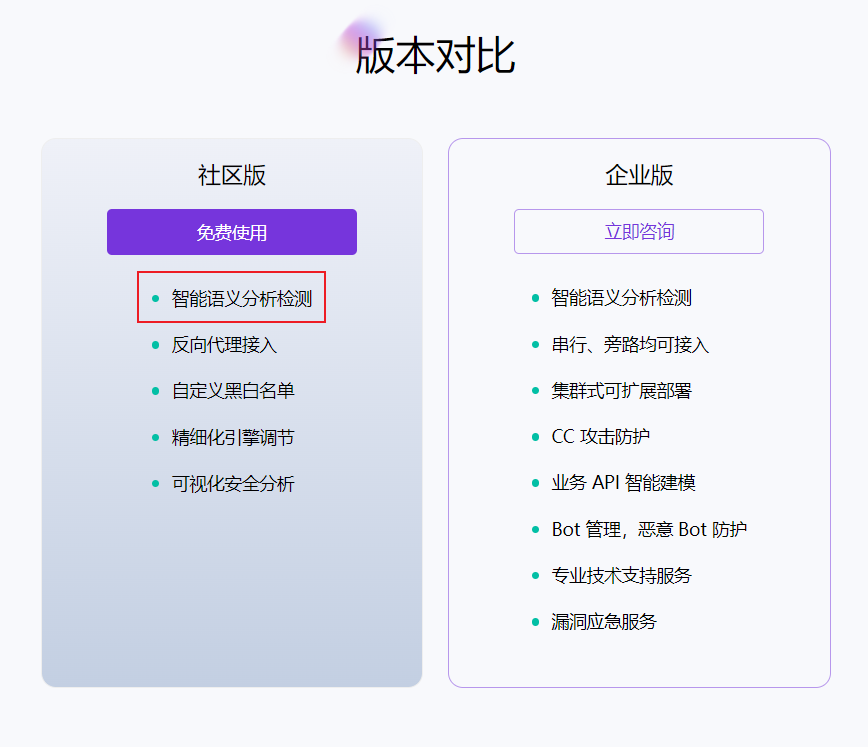 版本对比
社区版
免费使用
智能语义分析检测
反向代理接入
自定义黑白名单
精细化引擎调节
可视化安全分析
企业版
立即咨询
智能语义分析检测
串行、旁路均可接入
集群式可扩展部署
CC 攻击防护
业务 API 智能建模
Bot 管理，恶意 Bot 防护
专业技术支持服务
漏洞应急服务